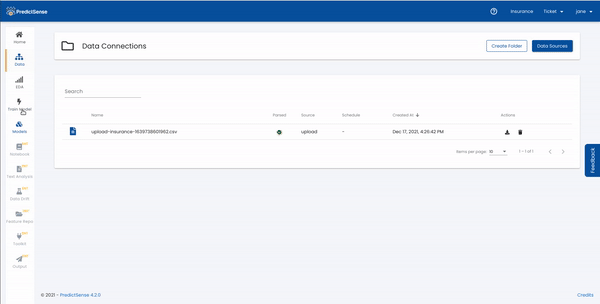 PredictSense
Insurance
Ticket
jane
Home
Data
EDA
Train Model
Models
Data Connections
Create Folder
Data Sources
Search
Name Parsed Source Schedule Created At Actions
upload-insurance-1639738601962.csv upload - Dec 17, 2021, 4:26:42 PM
Items per page: 10 1 – 1 of 1
Feedback
Notebook
Text Analysis
Data Drift
Feature Repo
Toolkit
Output
© 2021 - PredictSense 4.2.0
Credits